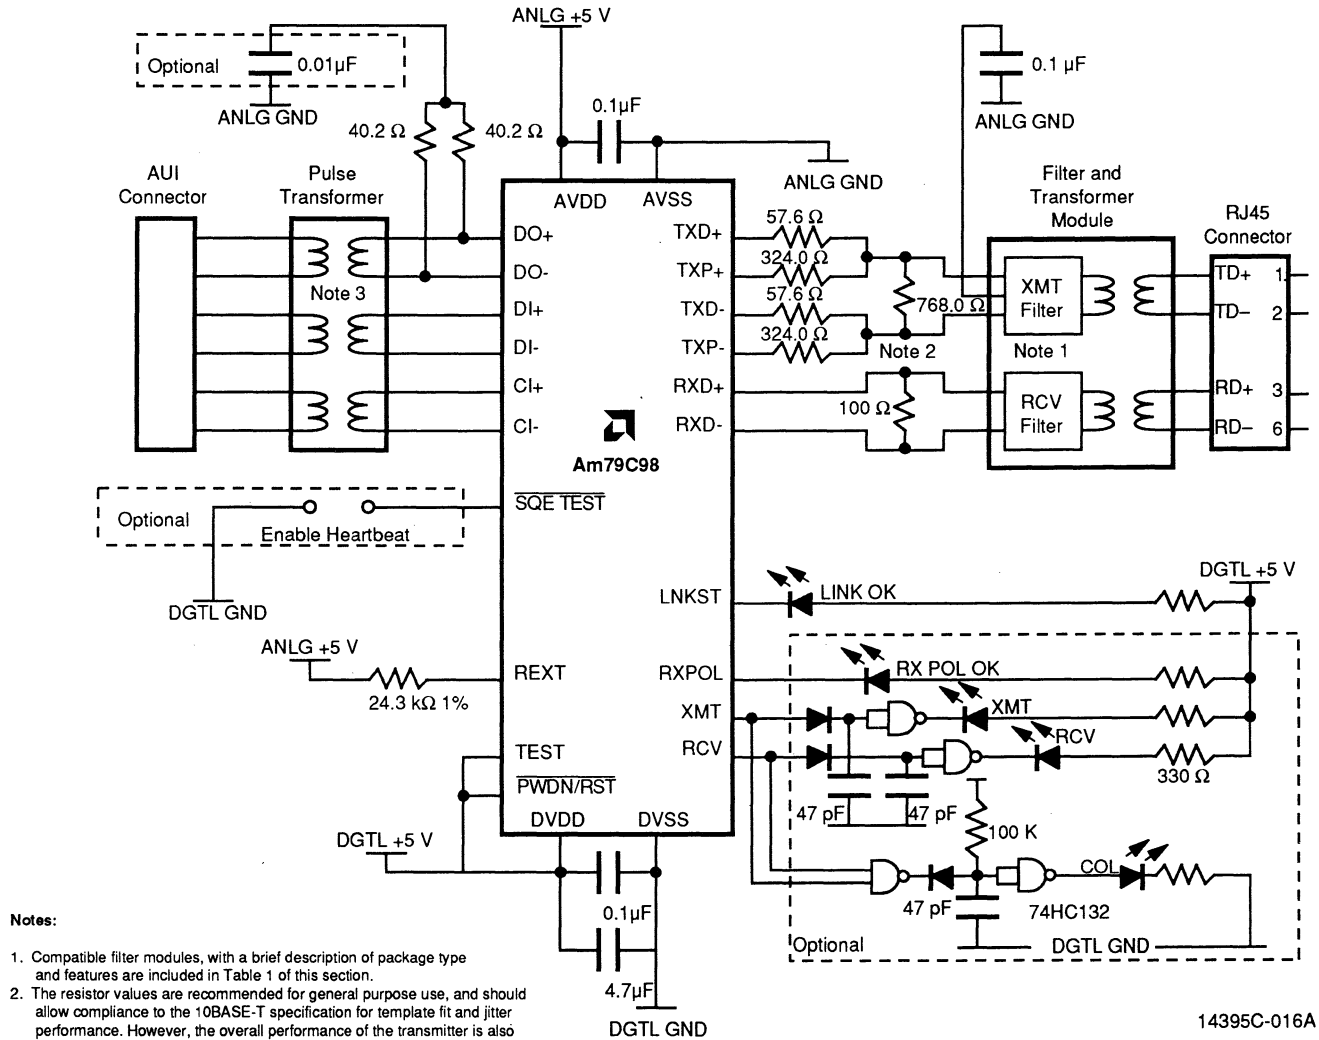 ANLG +5 V
Optional
0.01µF
ANLG GND
40.2 Ω
40.2 Ω
0.1µF
ANLG GND
0.1 µF
ANLG GND
AUI
Connector
Pulse
Transformer
Note 3
AVDD
AVSS
DO+
DO-
DI+
DI-
CI+
CI-
TXD+
TXP+
TXD-
TXP-
RXD+
RXD-
Am79C98
57.6 Ω
324.0 Ω
57.6 Ω
324.0 Ω
768.0 Ω
Note 2
100 Ω
Filter and
Transformer
Module
XMT
Filter
Note 1
RCV
Filter
RJ45
Connector
TD+ 1
TD– 2
RD+ 3
RD– 6
Optional
Enable Heartbeat
SQE TEST
DGTL GND
ANLG +5 V
24.3 kΩ 1%
REXT
TEST
PWDN/RST
DVDD
DVSS
LNKST
RXPOL
XMT
RCV
LINK OK
DGTL +5 V
RX POL OK
XMT
RCV
330 Ω
47 pF
47 pF
100 K
COL
47 pF
74HC132
Optional
DGTL GND
DGTL +5 V
0.1µF
4.7µF
DGTL GND
Notes:
1. Compatible filter modules, with a brief description of package type
and features are included in Table 1 of this section.
2. The resistor values are recommended for general purpose use, and should
allow compliance to the 10BASE-T specification for template fit and jitter
performance. However, the overall performance of the transmitter is also
14395C-016A